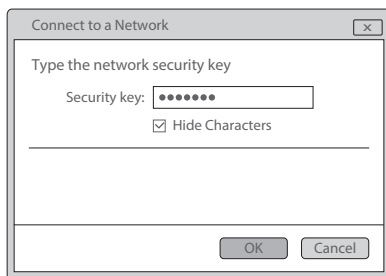 Connect to a Network
Type the network security key
Security key: •••••••
Hide Characters
OK Cancel